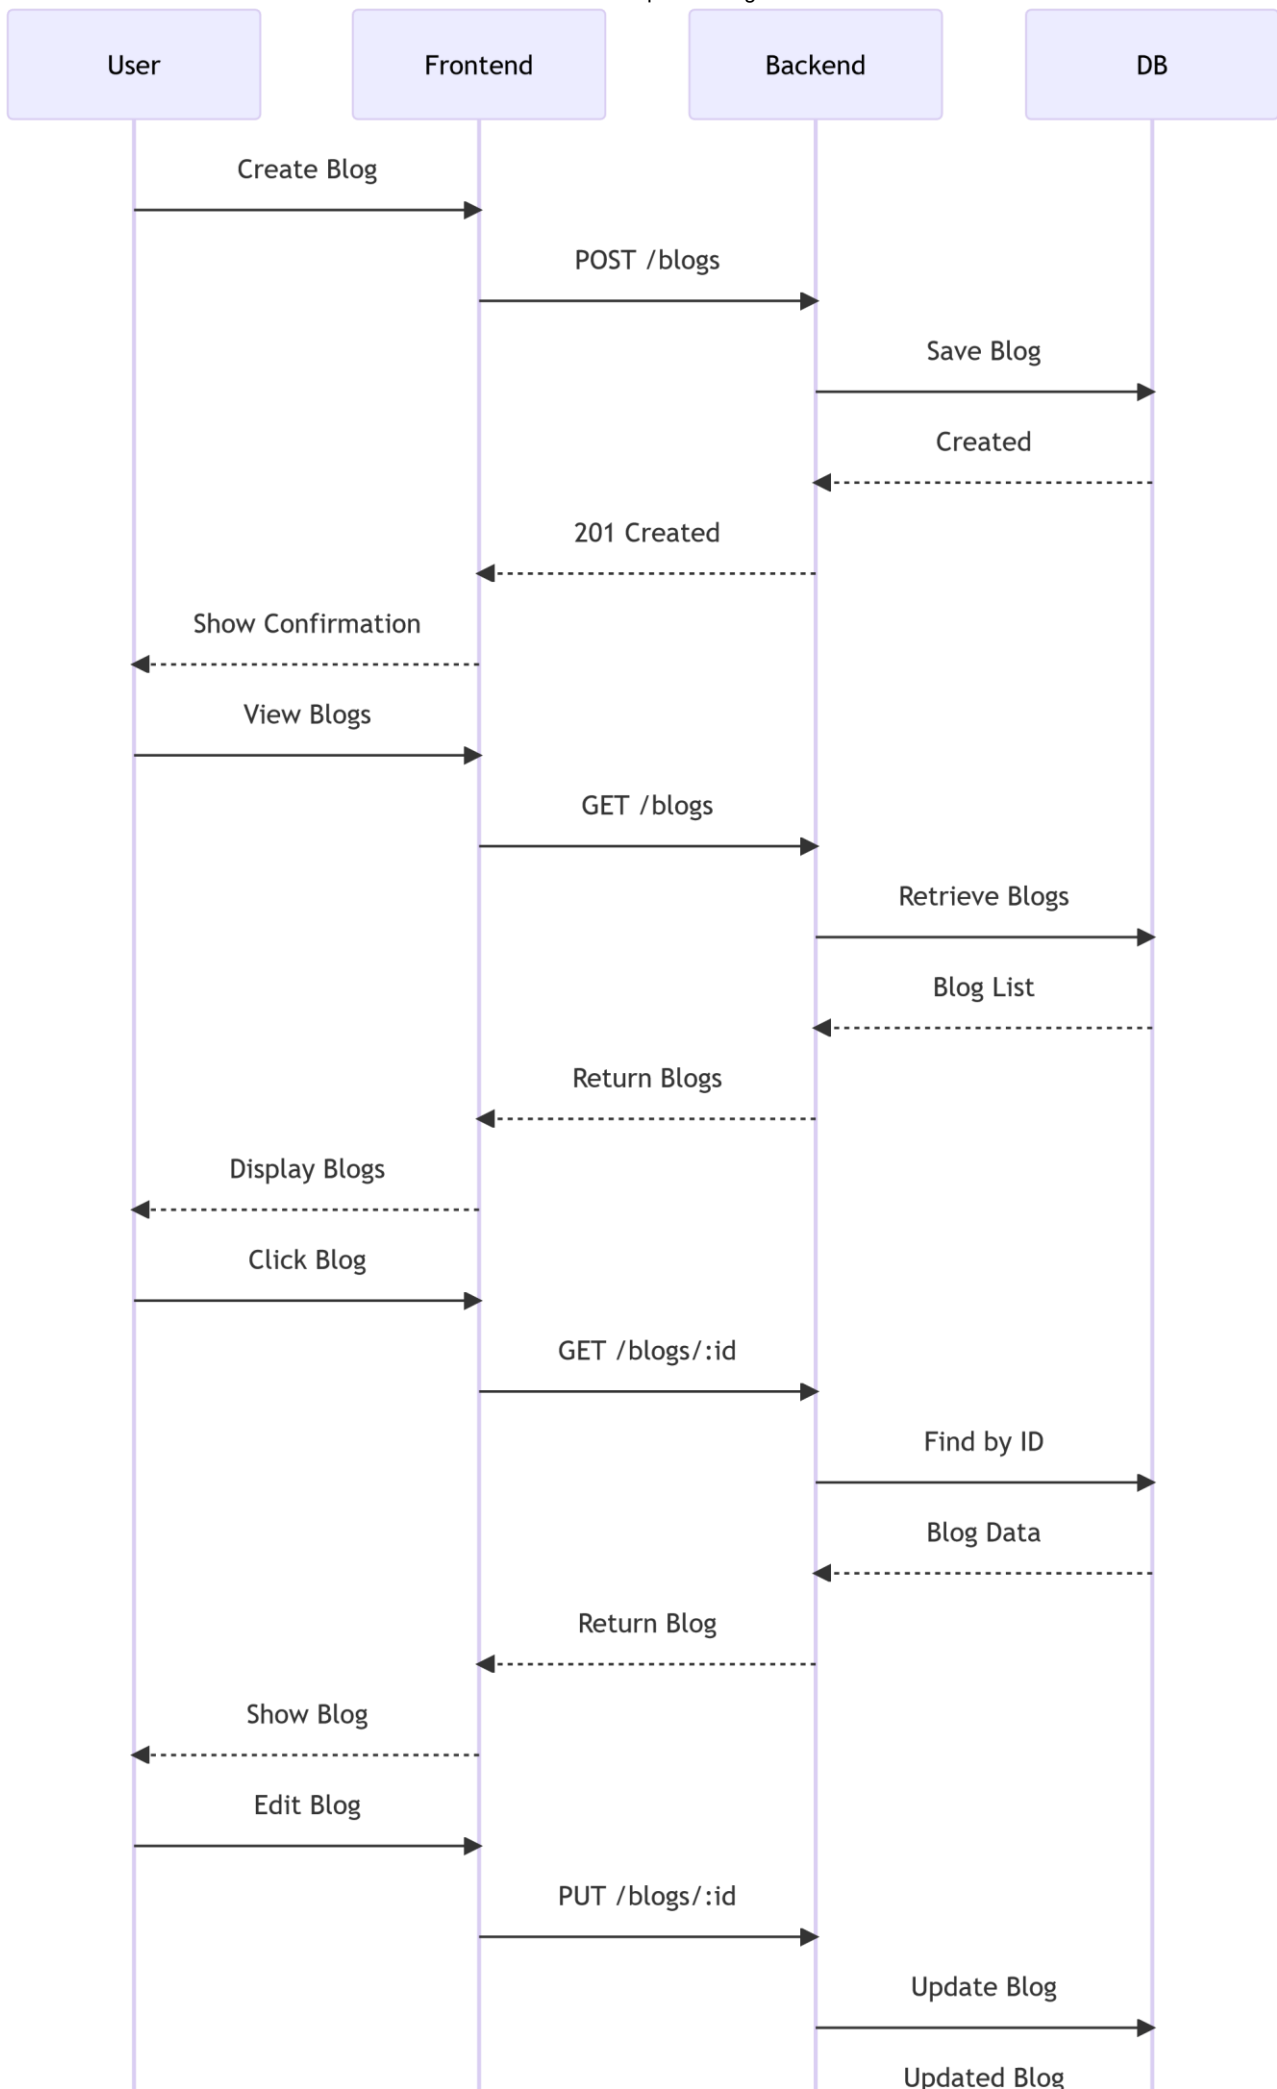 User
Frontend
Backend
DB
Create Blog
POST /blogs
Save Blog
Created
201 Created
Show Confirmation
View Blogs
GET /blogs
Retrieve Blogs
Blog List
Return Blogs
Display Blogs
Click Blog
GET /blogs/:id
Find by ID
Blog Data
Return Blog
Show Blog
Edit Blog
PUT /blogs/:id
Update Blog
Updated Blog